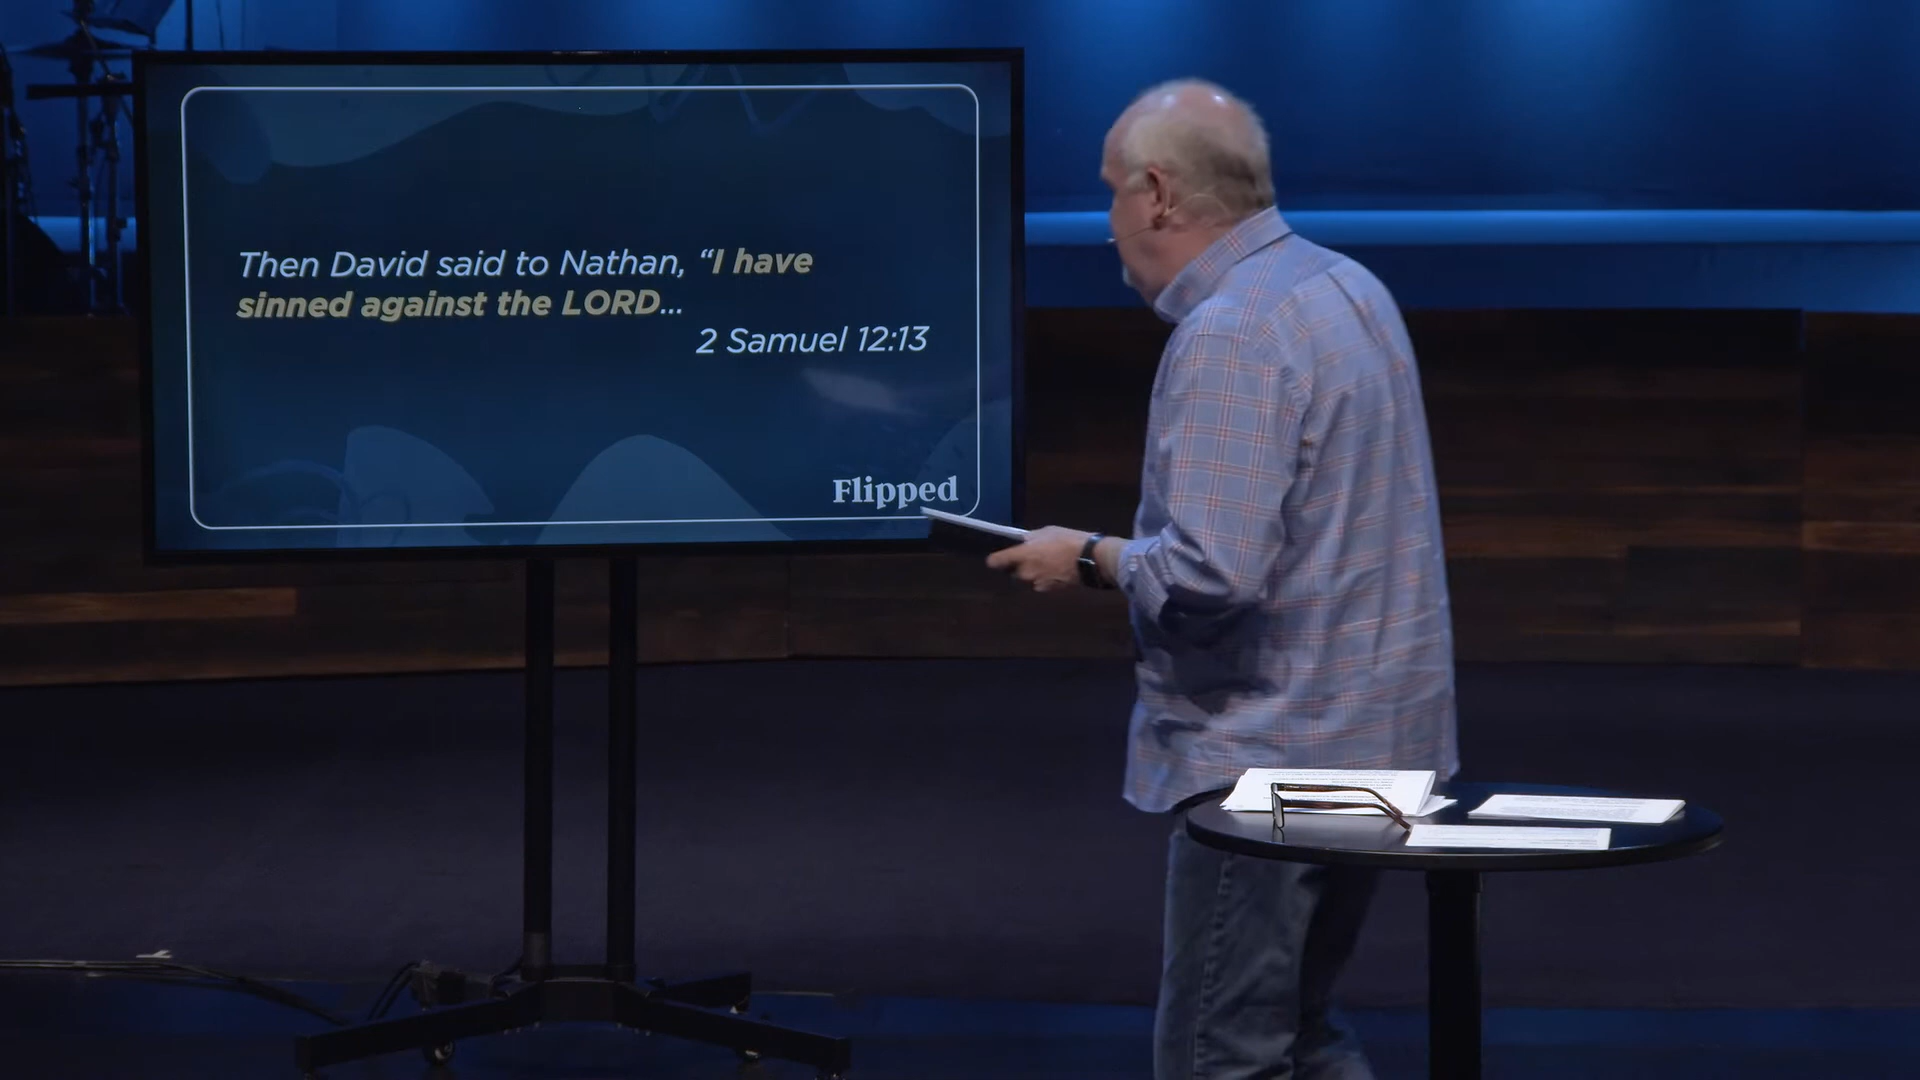 Then David said to Nathan, “I have
sinned against the LORD...
2 Samuel 12:13
Flipped